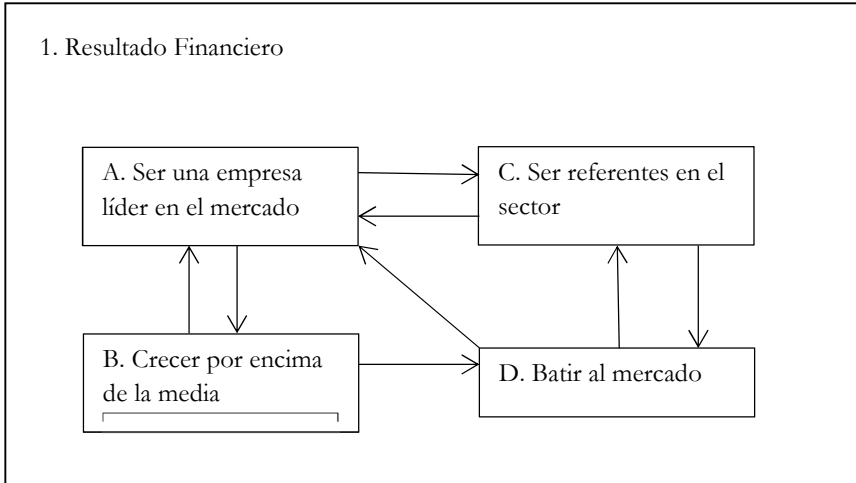 1. Resultado Financiero
A. Ser una empresa
líder en el mercado
C. Ser referentes en el
sector
B. Crecer por encima
de la media
D. Batir al mercado